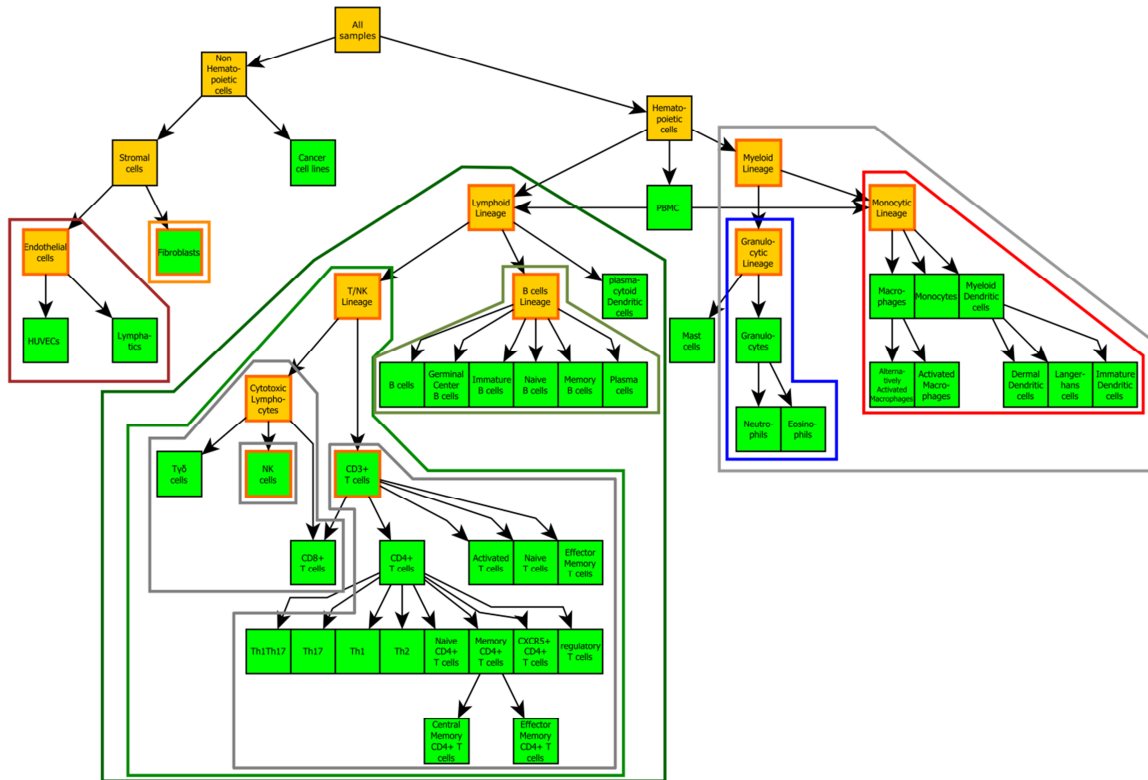 All
samples
Non
Hemato-
poietic
cells
Hemato-
poietic
cells
Stromal
cells
Cancer
cell lines
Myeloid
Lineage
Lymphoid
Lineage
PBMC
Monocytic
Lineage
Endothelial
cells
Fibroblasts
Granulo-
cytic
Lineage
T/NK
Lineage
B cells
Lineage
plasma-
cytoid
Dendritic
cells
Macro-
phages
Monocytes
Myeloid
Dendritic
cells
HUVECs
Lympha-
tics
Mast
cells
Granulo-
cytes
B cells
Germinal
Center
B cells
Immature
B cells
Naive
B cells
Memory
B cells
Plasma
cells
Alterna-
tively
Activated
Macrophages
Activated
Macro-
phages
Dermal
Dendritic
cells
Langer-
hans
cells
Immature
Dendritic
cells
Cytotoxic
Lympho-
cytes
Neutro-
phils
Eosino-
phils
Tγδ
cells
NK
cells
CD3+
T cells
CD8+
T cells
CD4+
T cells
Activated
T cells
Naive
T cells
Effector
Memory
T cells
Th1Th17
Th17
Th1
Th2
Naive
CD4+
T cells
Memory
CD4+
T cells
CXCR5+
CD4+
T cells
regulatory
T cells
Central
Memory
CD4+ T
cells
Effector
Memory
CD4+ T
cells